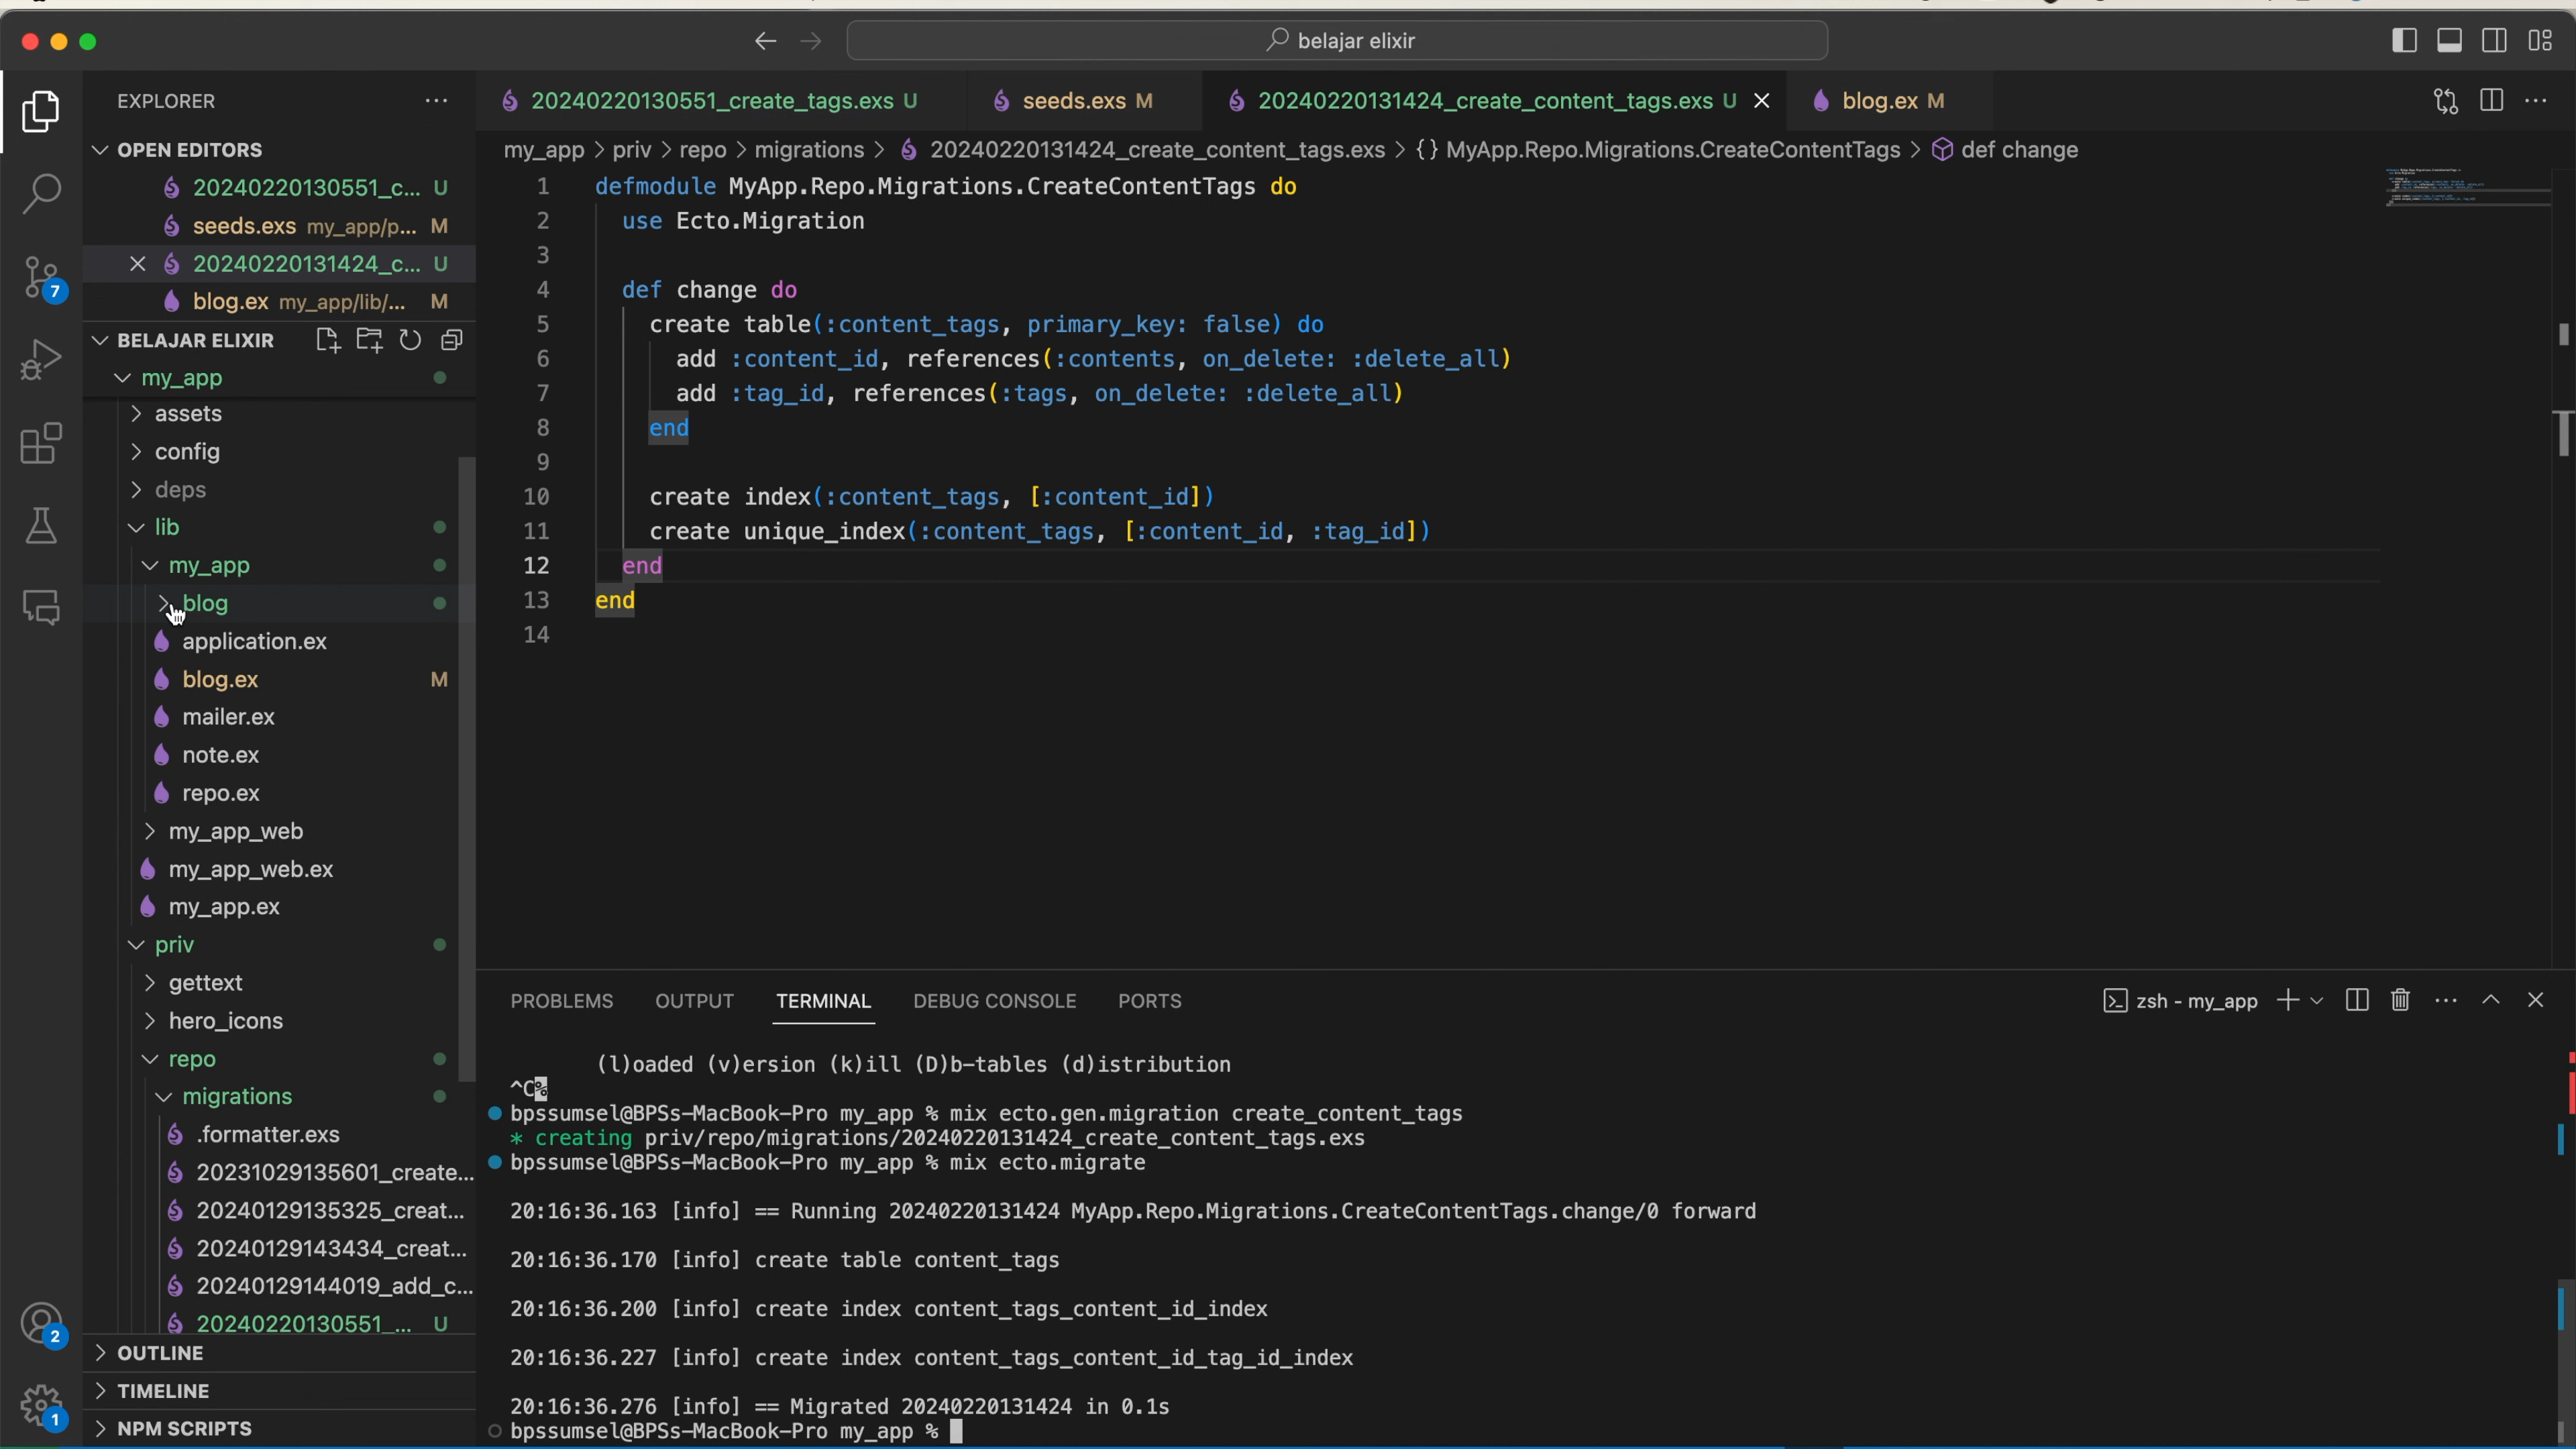 belajar elixir
EXPLORER
20240220130551_create_tags.exs U
seeds.exs M
20240220131424_create_content_tags.exs U
blog.ex M
OPEN EDITORS
20240220130551_c... U
seeds.exs my_app/p... M
20240220131424_c... U
blog.ex my_app/lib/... M
BELAJAR ELIXIR
my_app
assets
config
deps
lib
my_app
blog
application.ex
blog.ex M
mailer.ex
note.ex
repo.ex
my_app_web
my_app_web.ex
my_app.ex
priv
gettext
hero_icons
repo
migrations
.formatter.exs
20231029135601_create...
20240129135325_creat...
20240129143434_creat...
20240129144019_add_c...
20240220130551_... U
OUTLINE
TIMELINE
NPM SCRIPTS
7
2
1
my_app > priv > repo > migrations > 20240220131424_create_content_tags.exs > {} MyApp.Repo.Migrations.CreateContentTags > def change
1 defmodule MyApp.Repo.Migrations.CreateContentTags do
2 use Ecto.Migration
3
4 def change do
5 create table(:content_tags, primary_key: false) do
6 add :content_id, references(:contents, on_delete: :delete_all)
7 add :tag_id, references(:tags, on_delete: :delete_all)
8 end
9
10 create index(:content_tags, [:content_id])
11 create unique_index(:content_tags, [:content_id, :tag_id])
12 end
13 end
14
PROBLEMS OUTPUT TERMINAL DEBUG CONSOLE PORTS
zsh - my_app
(l)oaded (v)ersion (k)ill (D)b-tables (d)istribution
^C%
bpssumsel@BPSs-MacBook-Pro my_app % mix ecto.gen.migration create_content_tags
* creating priv/repo/migrations/20240220131424_create_content_tags.exs
bpssumsel@BPSs-MacBook-Pro my_app % mix ecto.migrate
20:16:36.163 [info] == Running 20240220131424 MyApp.Repo.Migrations.CreateContentTags.change/0 forward
20:16:36.170 [info] create table content_tags
20:16:36.200 [info] create index content_tags_content_id_index
20:16:36.227 [info] create index content_tags_content_id_tag_id_index
20:16:36.276 [info] == Migrated 20240220131424 in 0.1s
bpssumsel@BPSs-MacBook-Pro my_app %